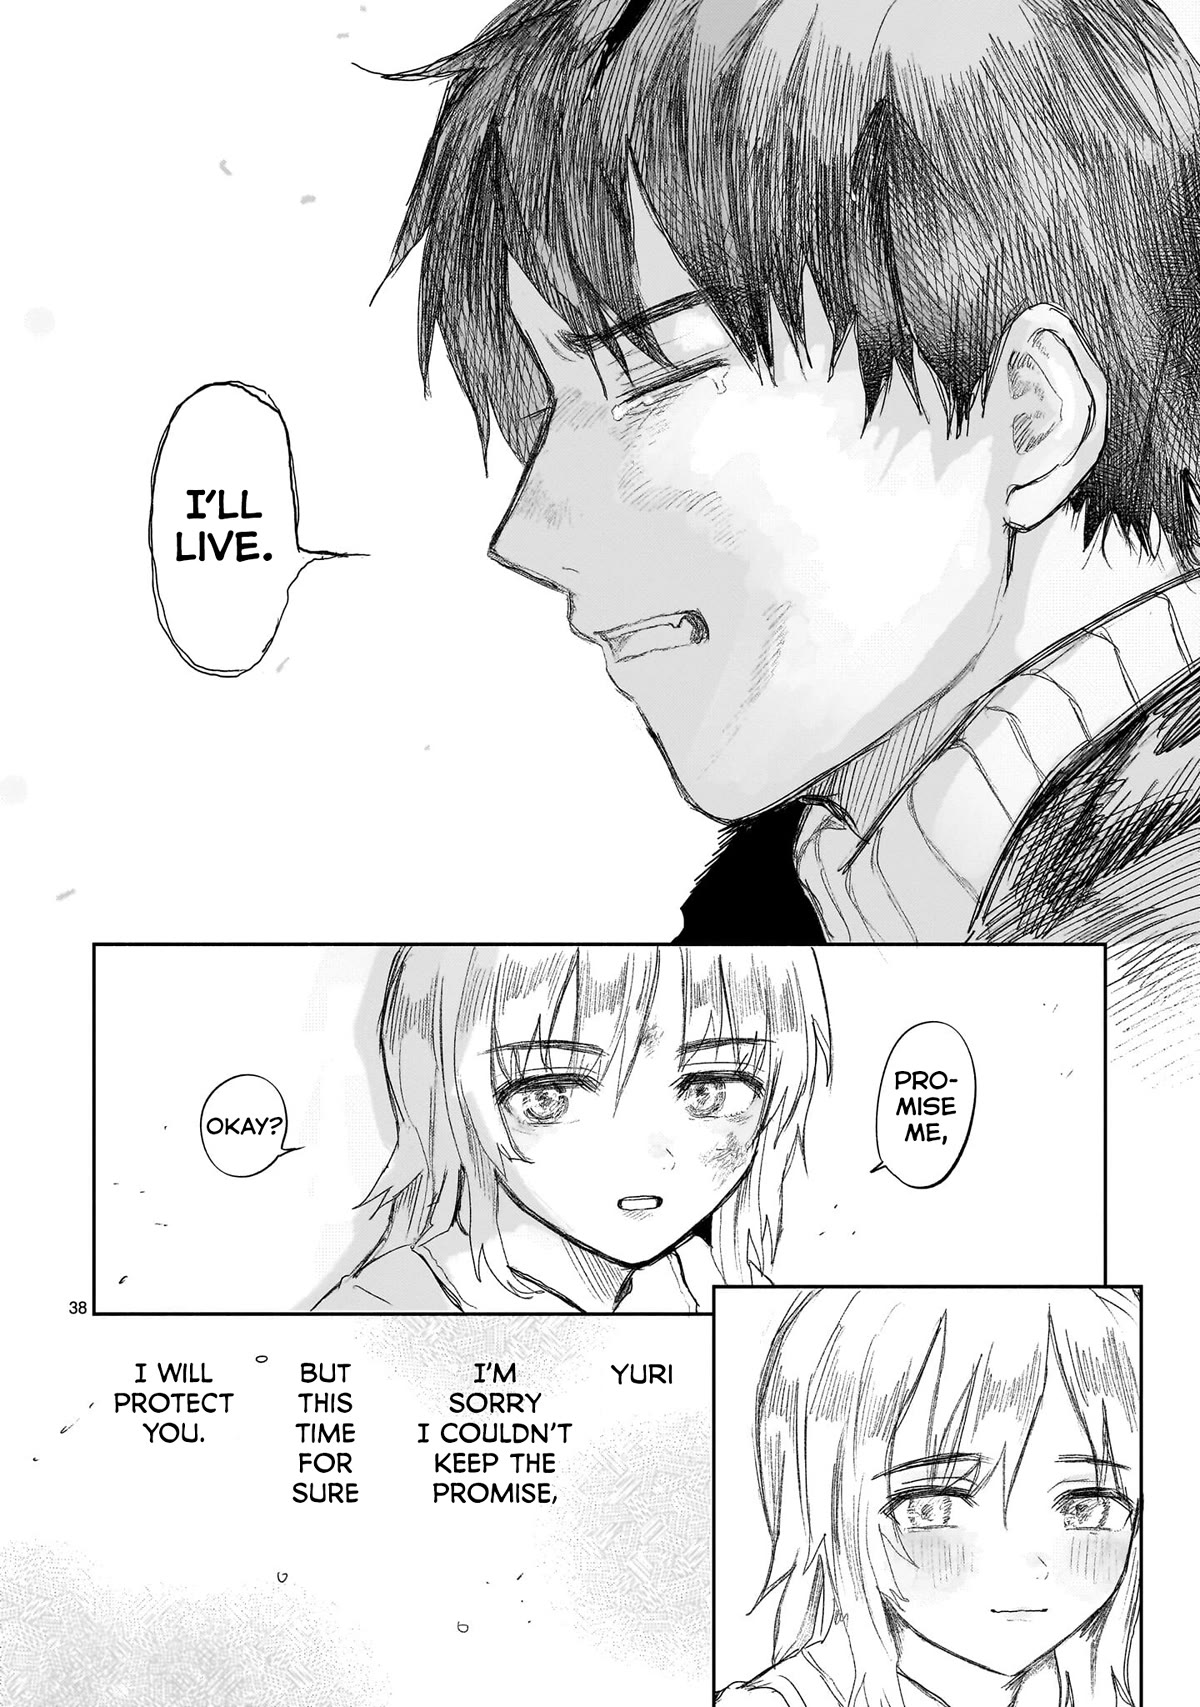 I'LL
LIVE.
PRO-
MISE
ME,
OKAY?
38
YURI
I'M
SORRY
I COULDN'T
KEEP THE
PROMISE,
BUT
THIS
TIME
FOR
SURE
I WILL
PROTECT
YOU.